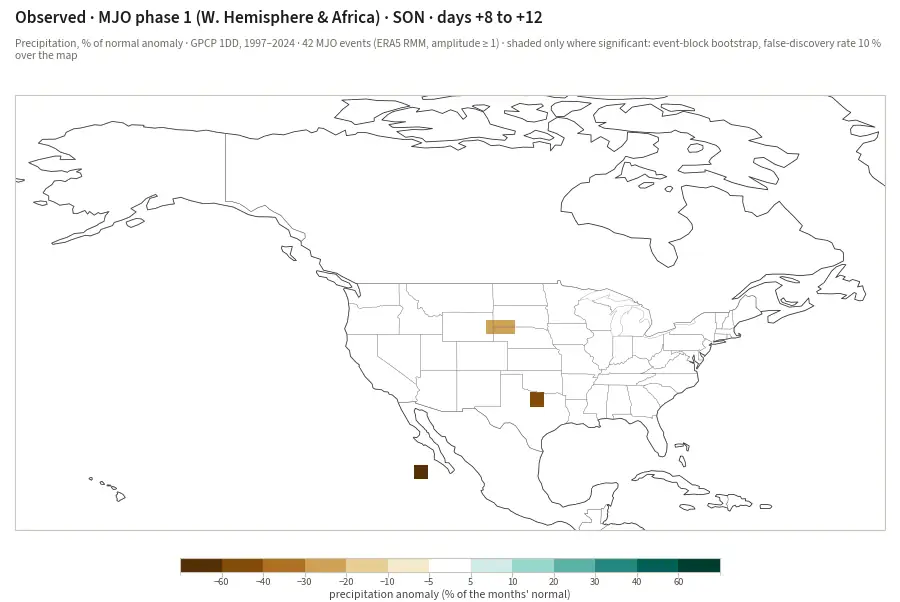 Observed · MJO phase 1 (W. Hemisphere & Africa) · SON · days +8 to +12
Precipitation, % of normal anomaly · GPCP 1DD, 1997–2024 · 42 MJO events (ERA5 RMM, amplitude ≥ 1) · shaded only where significant: event-block bootstrap, false-discovery rate 10 %
over the map
−60 −40 −30 −20 −10 −5 5 10 20 30 40 60
precipitation anomaly (% of the months' normal)